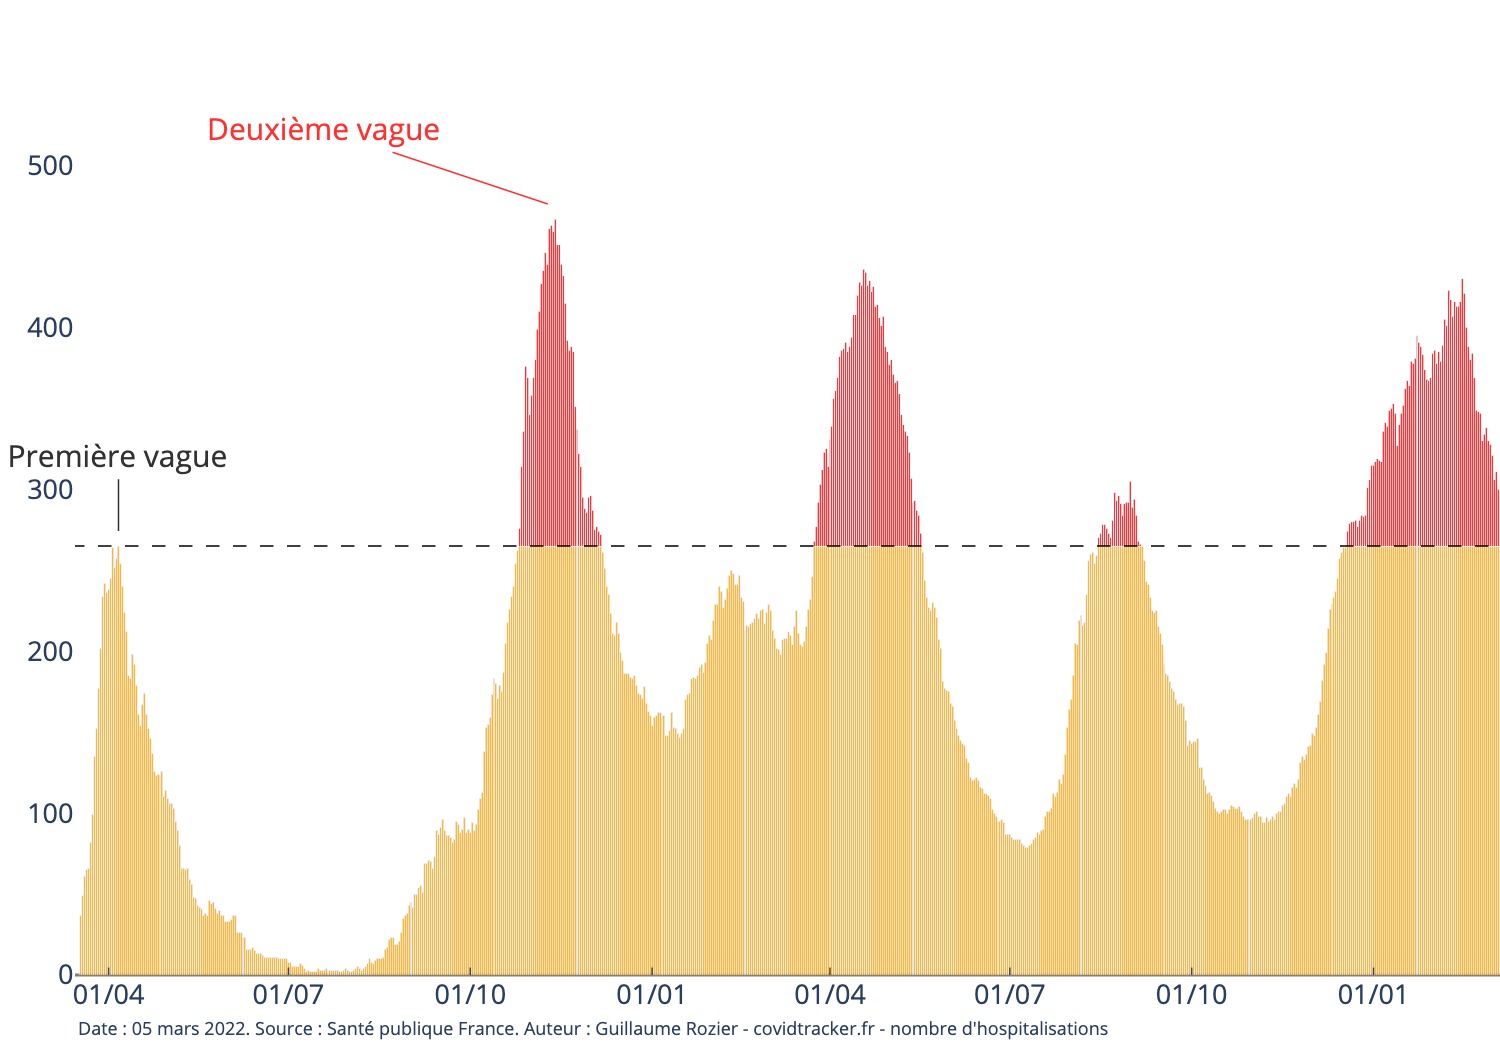 Deuxième vague
500
400
Première vague
300
200
100
0
01/04 01/07 01/10 01/01 01/04 01/07 01/10 01/01
Date : 05 mars 2022. Source : Santé publique France. Auteur : Guillaume Rozier - covidtracker.fr - nombre d'hospitalisations